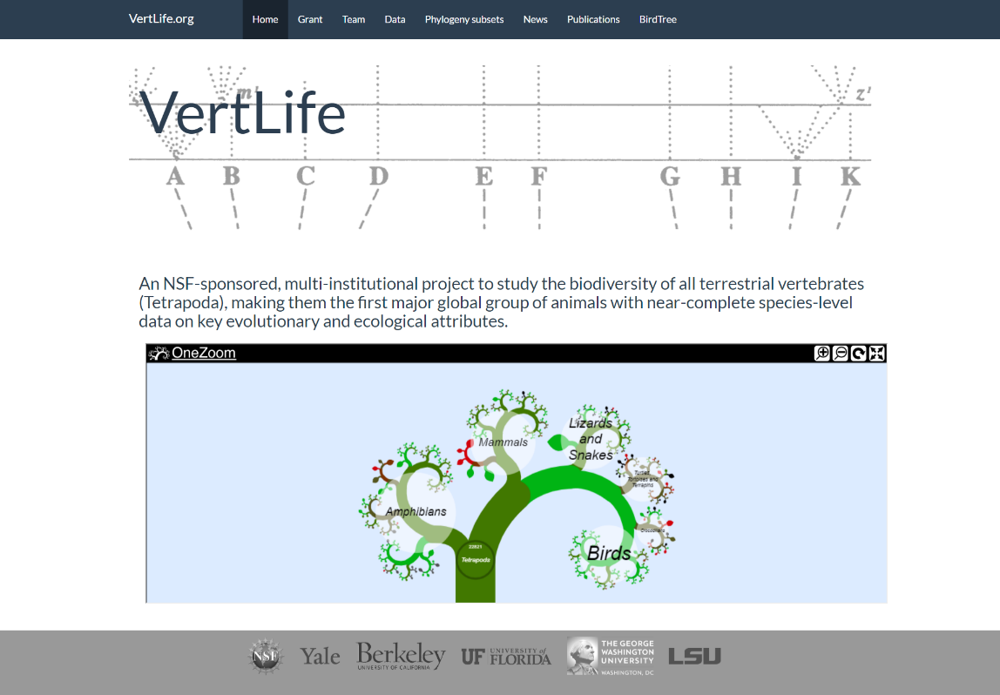 VertLife.org Home Grant Team Data Phylogeny subsets News Publications BirdTree
m' z'
VertLife
A B C D E F G H I K
An NSF-sponsored, multi-institutional project to study the biodiversity of all terrestrial vertebrates
(Tetrapoda), making them the first major global group of animals with near-complete species-level
data on key evolutionary and ecological attributes.
OneZoom
Mammals
Lizards
and
Snakes
Turtles,
Tortoises and
Terrapins
Amphibians
Crocodilians
Birds
22821
Tetrapoda
NSF
Yale
Berkeley
UNIVERSITY OF CALIFORNIA
UF UNIVERSITY of
FLORIDA
THE GEORGE
WASHINGTON
UNIVERSITY
WASHINGTON, DC
LSU